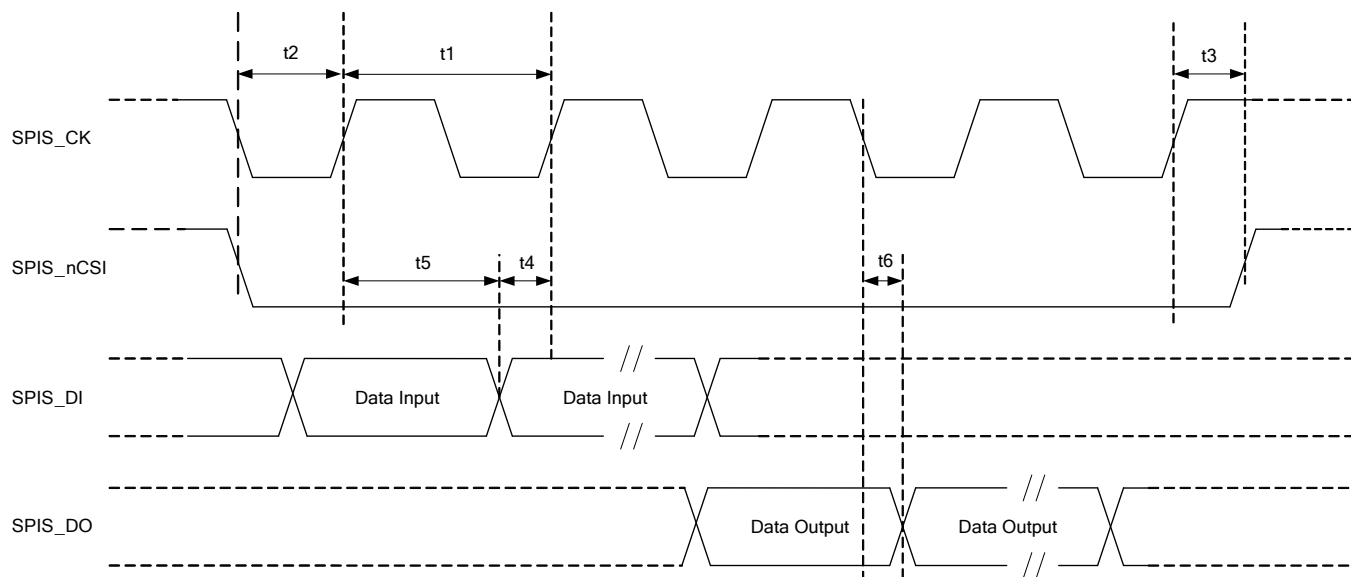 t2
t1
t3
SPIS_CK
SPIS_nCSI
t5
t4
t6
SPIS_DI
Data Input
Data Input
SPIS_DO
Data Output
Data Output